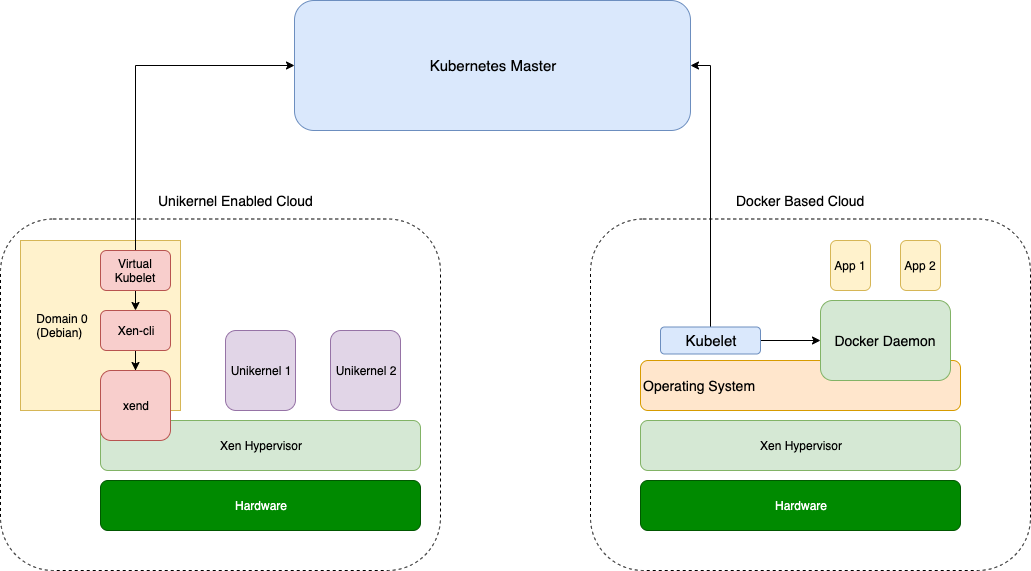 Kubernetes Master
Unikernel Enabled Cloud
Virtual
Kubelet
Domain 0
(Debian)
Xen-cli
xend
Unikernel 1
Unikernel 2
Xen Hypervisor
Hardware
Docker Based Cloud
App 1
App 2
Kubelet
Docker Daemon
Operating System
Xen Hypervisor
Hardware